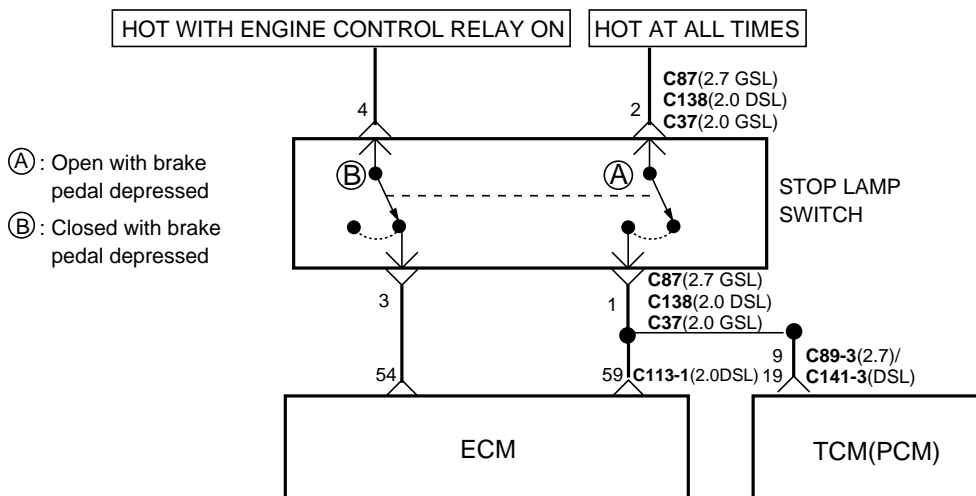 HOT WITH ENGINE CONTROL RELAY ON
HOT AT ALL TIMES
4
2
C87(2.7 GSL)
C138(2.0 DSL)
C37(2.0 GSL)
A : Open with brake
pedal depressed
B : Closed with brake
pedal depressed
B
A
STOP LAMP
SWITCH
3
1
C87(2.7 GSL)
C138(2.0 DSL)
C37(2.0 GSL)
54
59
C113-1(2.0DSL)
9
19
C89-3(2.7)/
C141-3(DSL)
ECM
TCM(PCM)